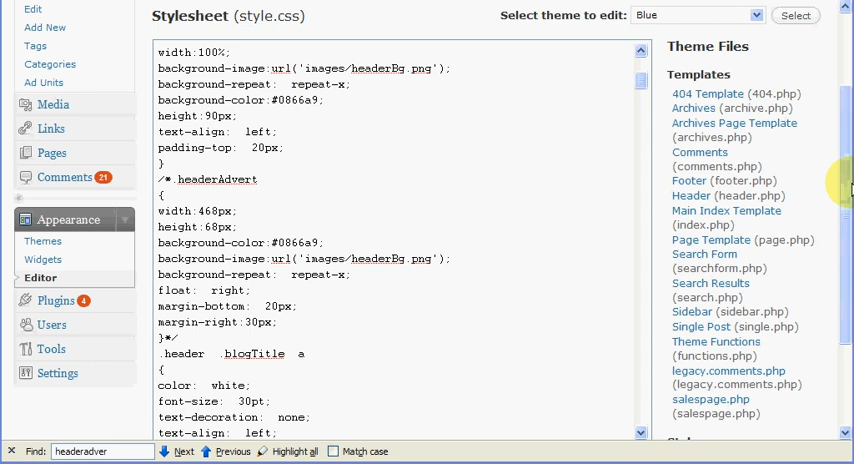 Edit
Add New
Tags
Categories
Ad Units
Media
Links
Pages
Comments 21
Appearance
Themes
Widgets
Editor
Plugins 4
Users
Tools
Settings
Stylesheet (style.css)
Select theme to edit: Blue Select
width:100%;
background-image:url('images/headerBg.png');
background-repeat: repeat-x;
background-color:#0866a9;
height:90px;
text-align: left;
padding-top: 20px;
}
/*.headerAdvert
{
width:468px;
height:68px;
background-color:#0866a9;
background-image:url('images/headerBg.png');
background-repeat: repeat-x;
float: right;
margin-bottom: 20px;
margin-right:30px;
}*/
.header .blogTitle a
{
color: white;
font-size: 30pt;
text-decoration: none;
text-align: left;
Theme Files
Templates
404 Template (404.php)
Archives (archive.php)
Archives Page Template
(archives.php)
Comments
(comments.php)
Footer (footer.php)
Header (header.php)
Main Index Template
(index.php)
Page Template (page.php)
Search Form
(searchform.php)
Search Results
(search.php)
Sidebar (sidebar.php)
Single Post (single.php)
Theme Functions
(functions.php)
legacy.comments.php
(legacy.comments.php)
salespage.php
(salespage.php)
Find: headeradver Next Previous Highlight all Match case